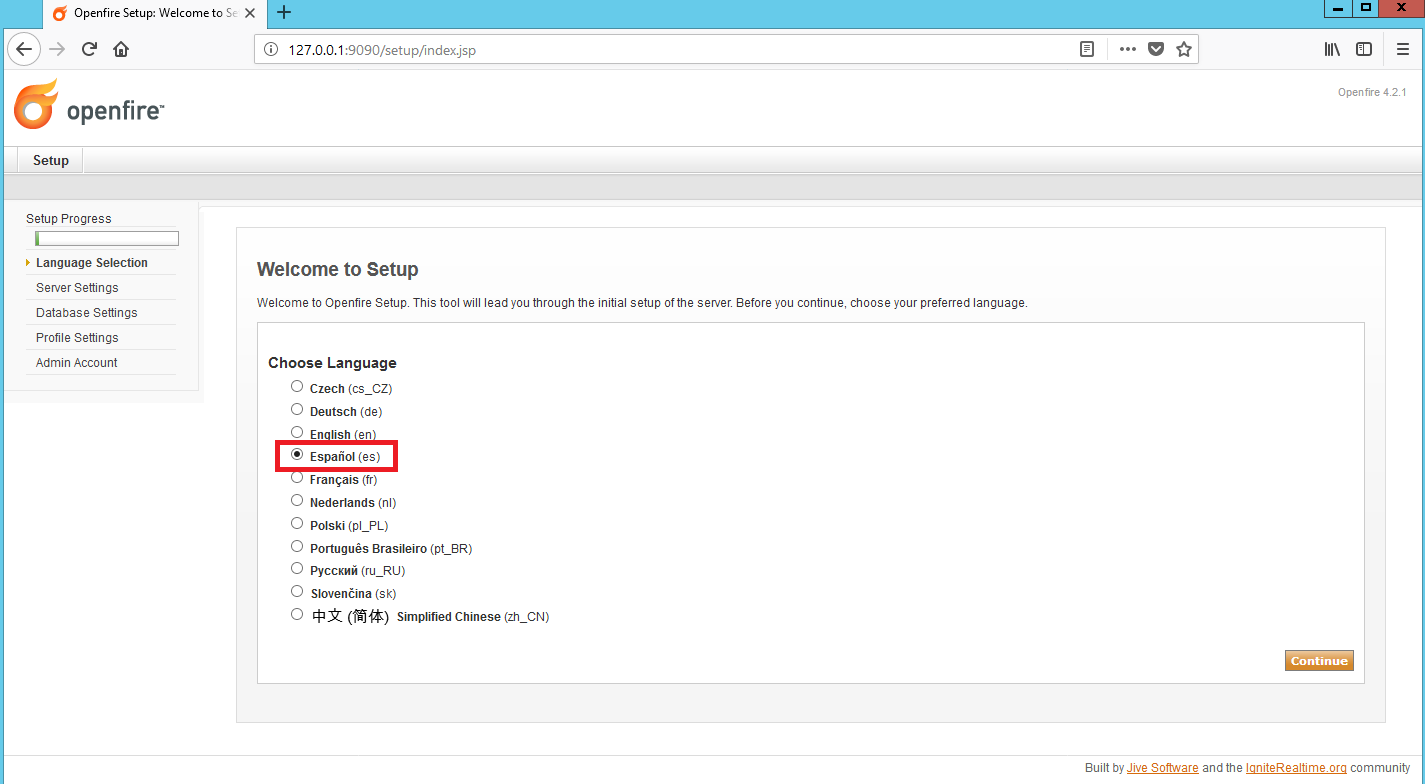 Openfire Setup: Welcome to Se
127.0.0.1:9090/setup/index.jsp
openfire™
Openfire 4.2.1
Setup
Setup Progress
Language Selection
Server Settings
Database Settings
Profile Settings
Admin Account
Welcome to Setup
Welcome to Openfire Setup. This tool will lead you through the initial setup of the server. Before you continue, choose your preferred language.
Choose Language
Czech (cs_CZ)
Deutsch (de)
English (en)
Español (es)
Français (fr)
Nederlands (nl)
Polski (pl_PL)
Português Brasileiro (pt_BR)
Русский (ru_RU)
Slovenčina (sk)
中文 (简体) Simplified Chinese (zh_CN)
Continue
Built by Jive Software and the IgniteRealtime.org community